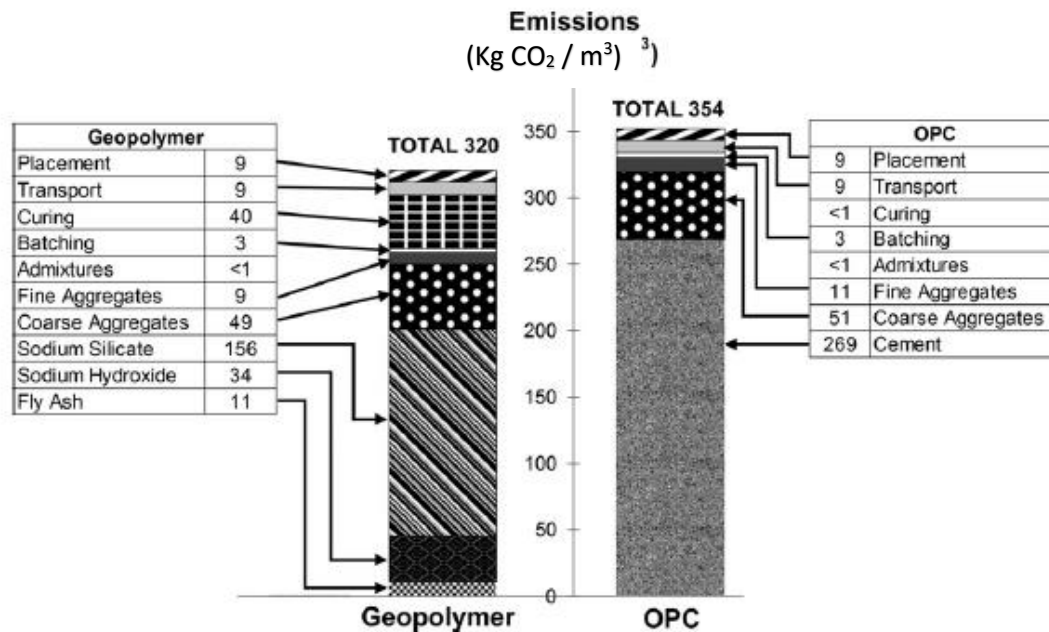 Emissions
(Kg CO₂ / m³) ³)
TOTAL 320
TOTAL 354
Geopolymer
Placement 9
Transport 9
Curing 40
Batching 3
Admixtures <1
Fine Aggregates 9
Coarse Aggregates 49
Sodium Silicate 156
Sodium Hydroxide 34
Fly Ash 11
350
300
250
200
150
100
50
0
OPC
9 Placement
9 Transport
<1 Curing
3 Batching
<1 Admixtures
11 Fine Aggregates
51 Coarse Aggregates
269 Cement
Geopolymer
OPC